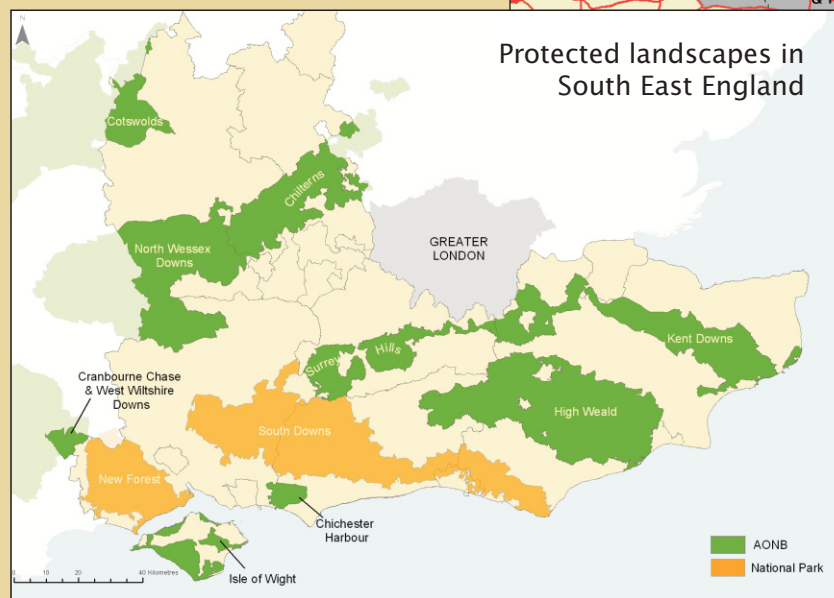 Protected landscapes in
South East England
N
Cotswolds
Chilterns
North Wessex
Downs
GREATER
LONDON
Surrey Hills
Kent Downs
Cranbourne Chase
& West Wiltshire
Downs
High Weald
South Downs
New Forest
Chichester
Harbour
Isle of Wight
0 10 20 40 Kilometres
AONB
National Park